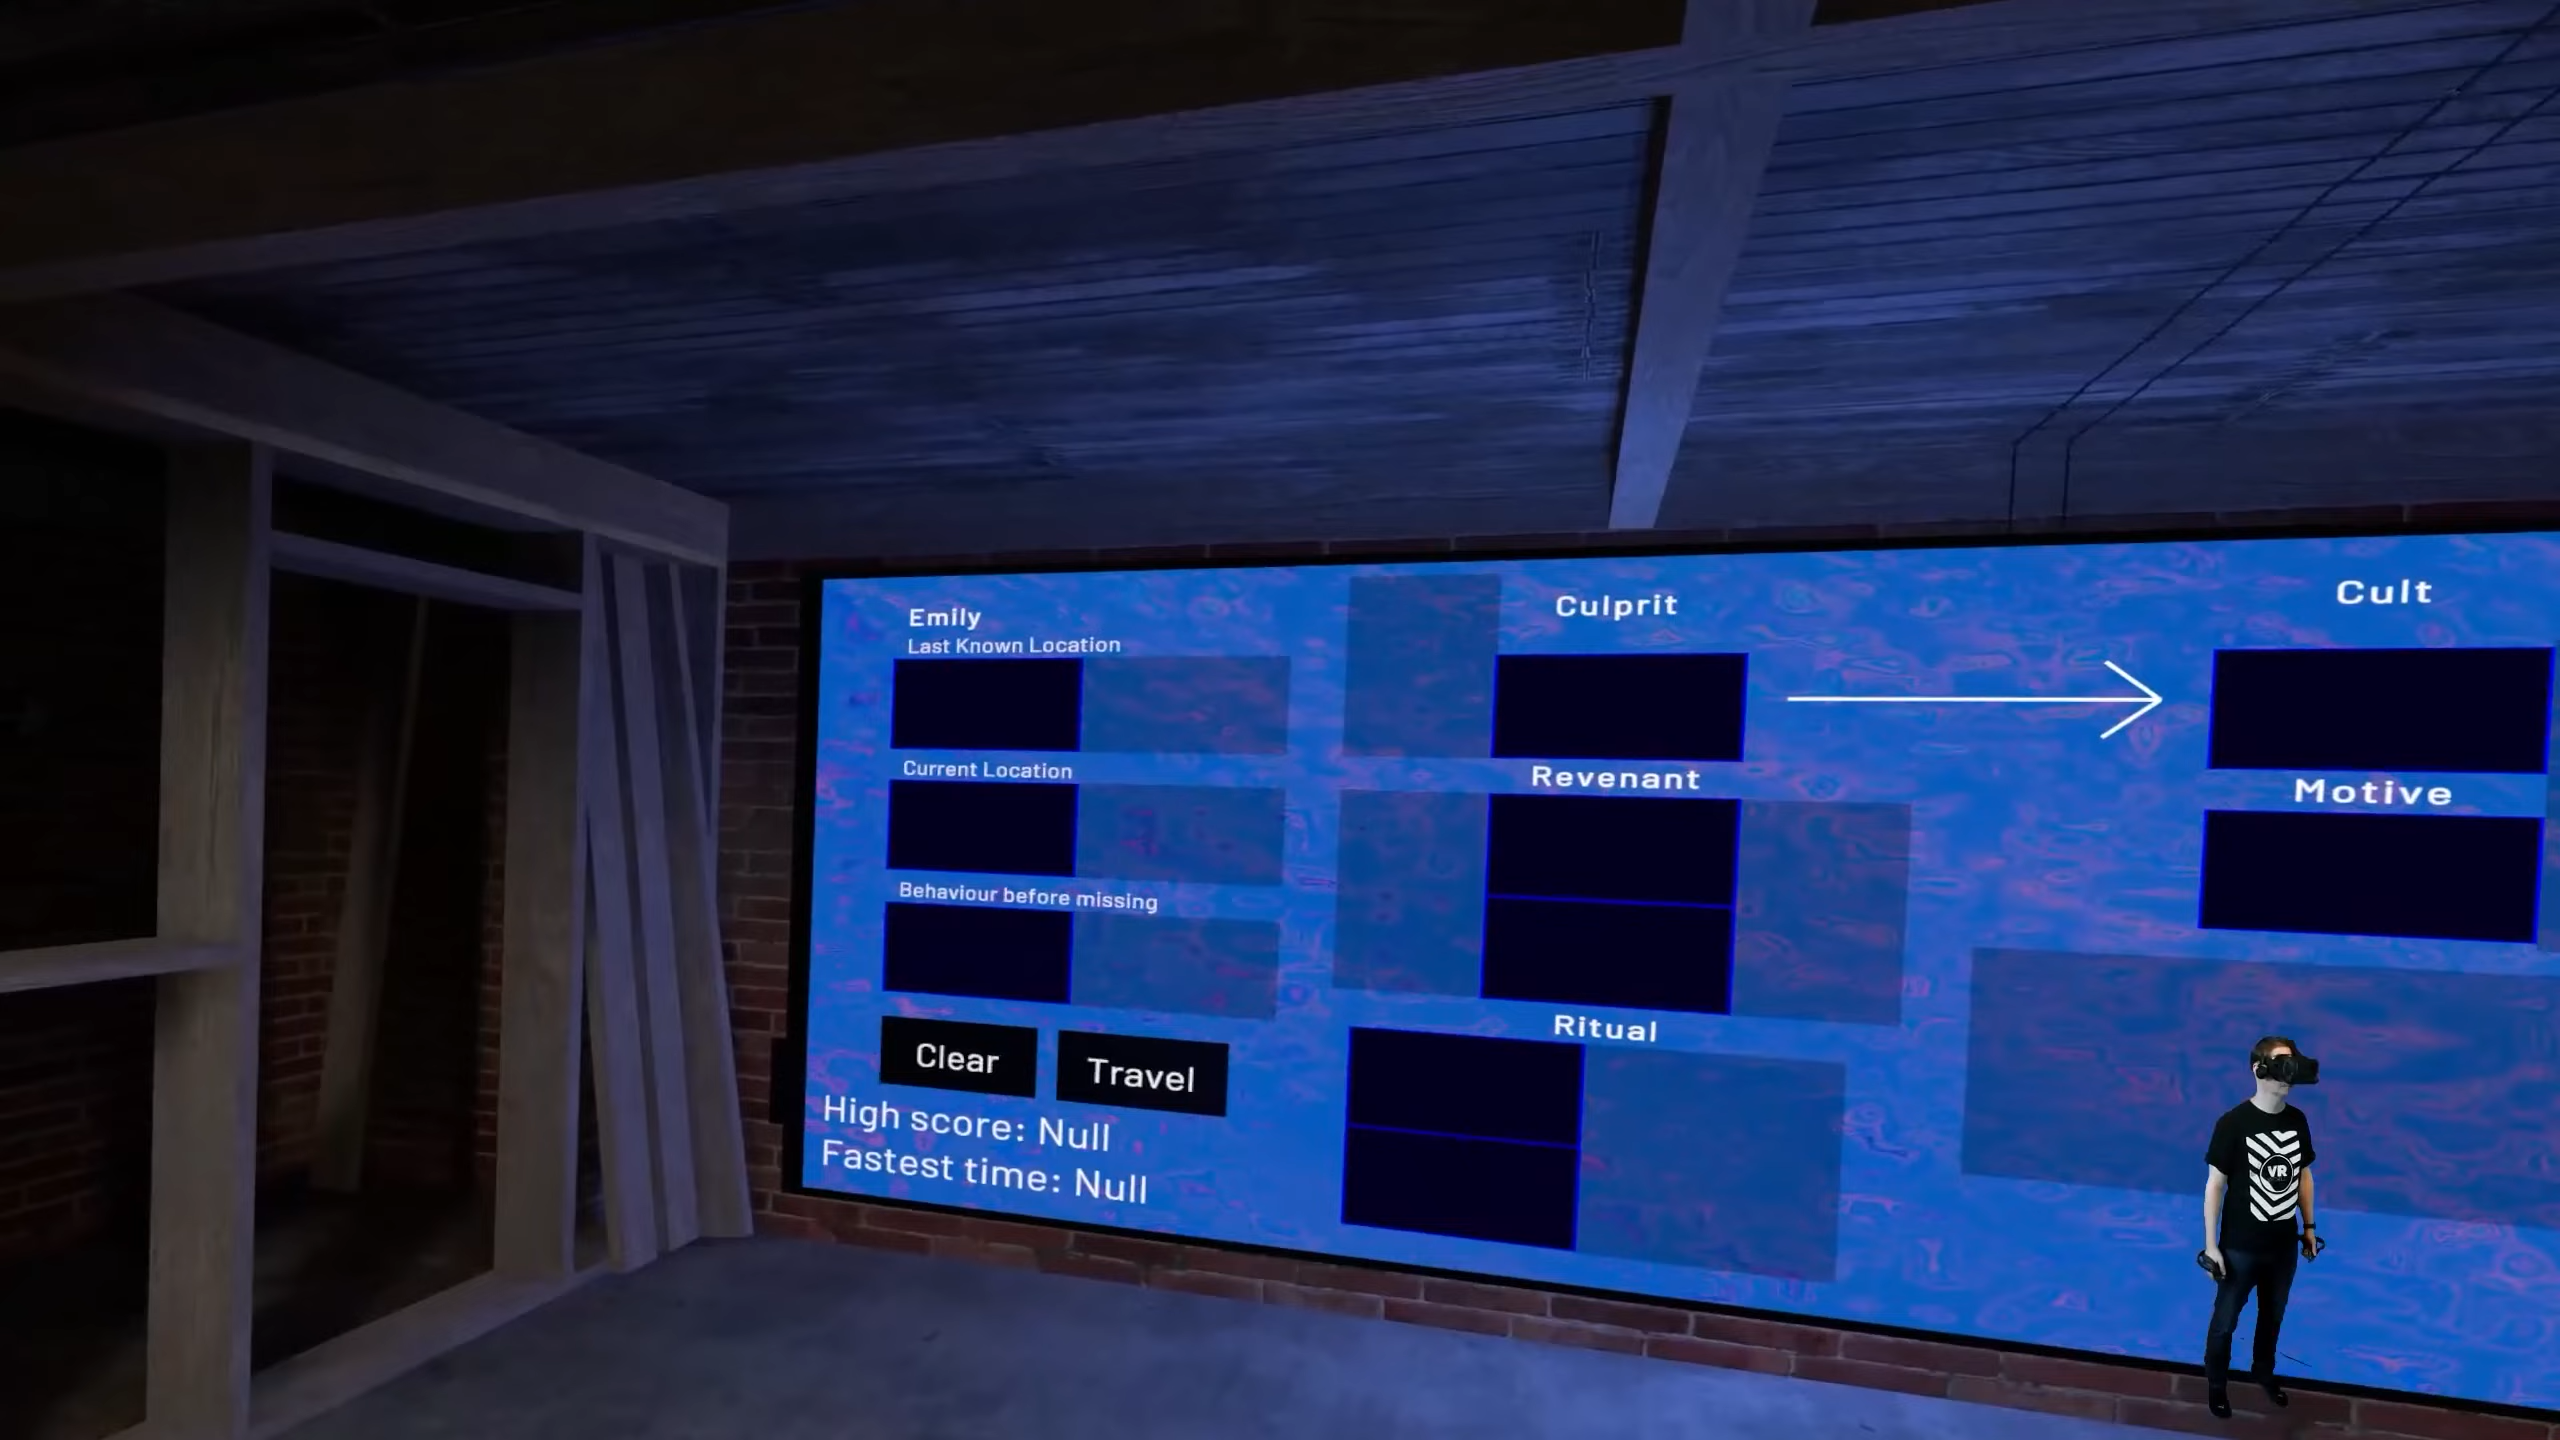 Emily
Last Known Location
Current Location
Behaviour before missing
Clear
Travel
High score: Null
Fastest time: Null
Culprit
Revenant
Ritual
Cult
Motive
VR